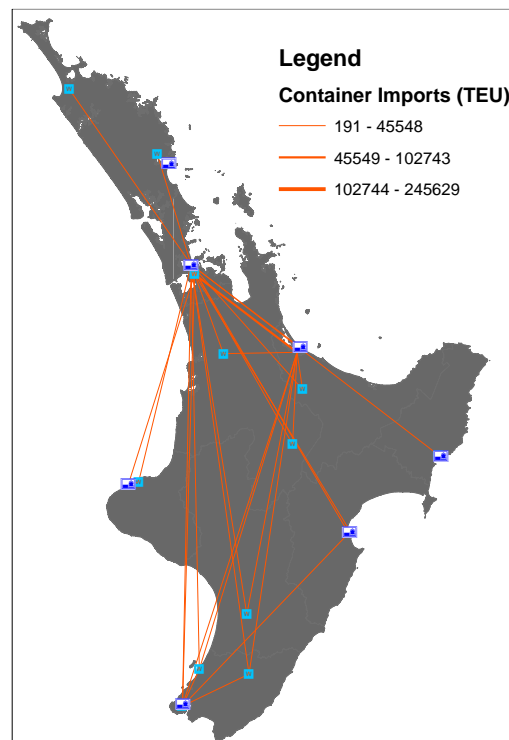 Legend
Container Imports (TEU)
191 - 45548
45549 - 102743
102744 - 245629